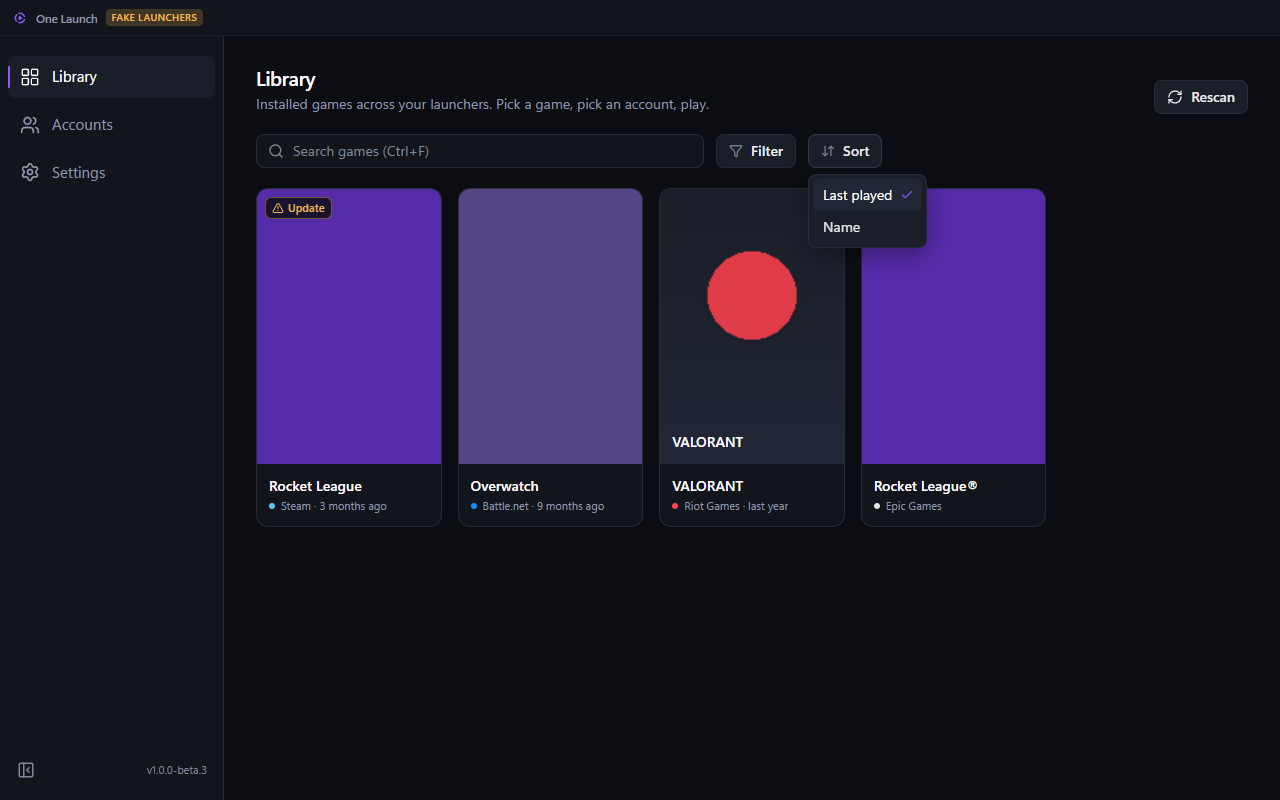 One Launch FAKE LAUNCHERS
Library
Accounts
Settings
v1.0.0-beta.3
Library
Installed games across your launchers. Pick a game, pick an account, play.
Rescan
Search games (Ctrl+F)
Filter
Sort
Last played
Name
Update
VALORANT
Rocket League
Steam · 3 months ago
Overwatch
Battle.net · 9 months ago
VALORANT
Riot Games · last year
Rocket League®
Epic Games